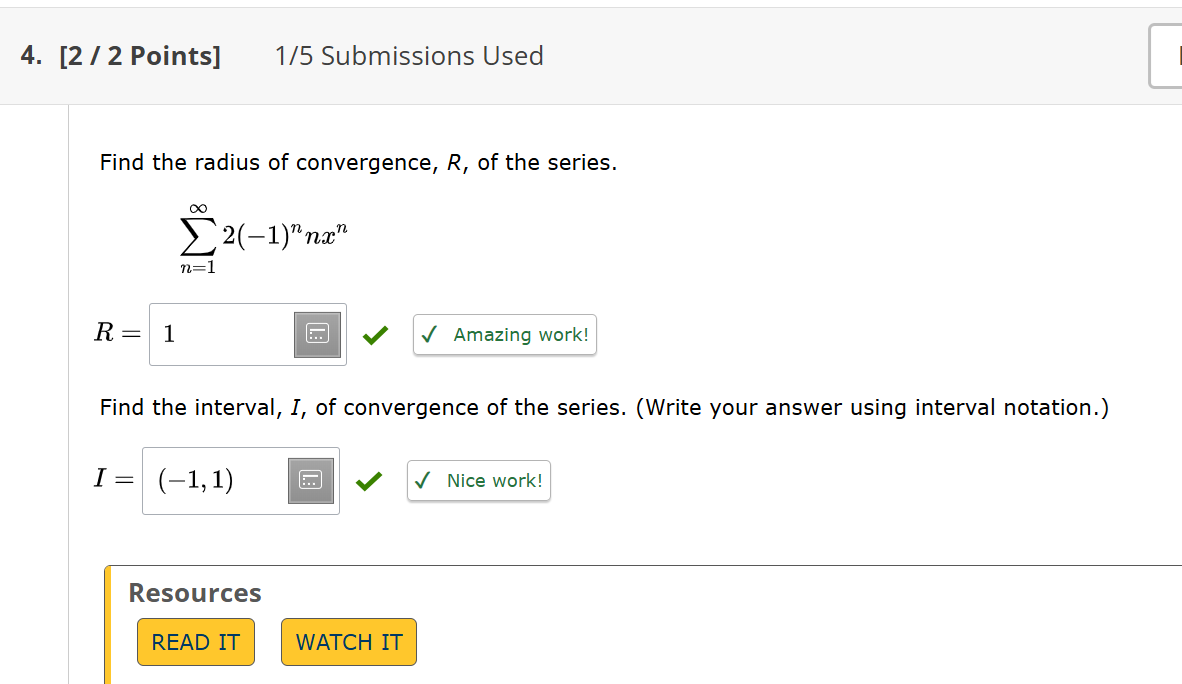 4. [2 / 2 Points] 1/5 Submissions Used
Find the radius of convergence, R, of the series.
∞
∑ 2(−1)ⁿnxⁿ
n=1
R = 1 ✓ Amazing work!
Find the interval, I, of convergence of the series. (Write your answer using interval notation.)
I = (−1, 1) ✓ Nice work!
Resources
READ IT WATCH IT